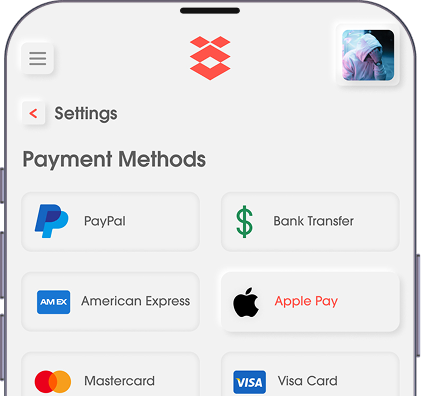 Settings
Payment Methods
PayPal
Bank Transfer
AM EX
American Express
Apple Pay
Mastercard
VISA
Visa Card